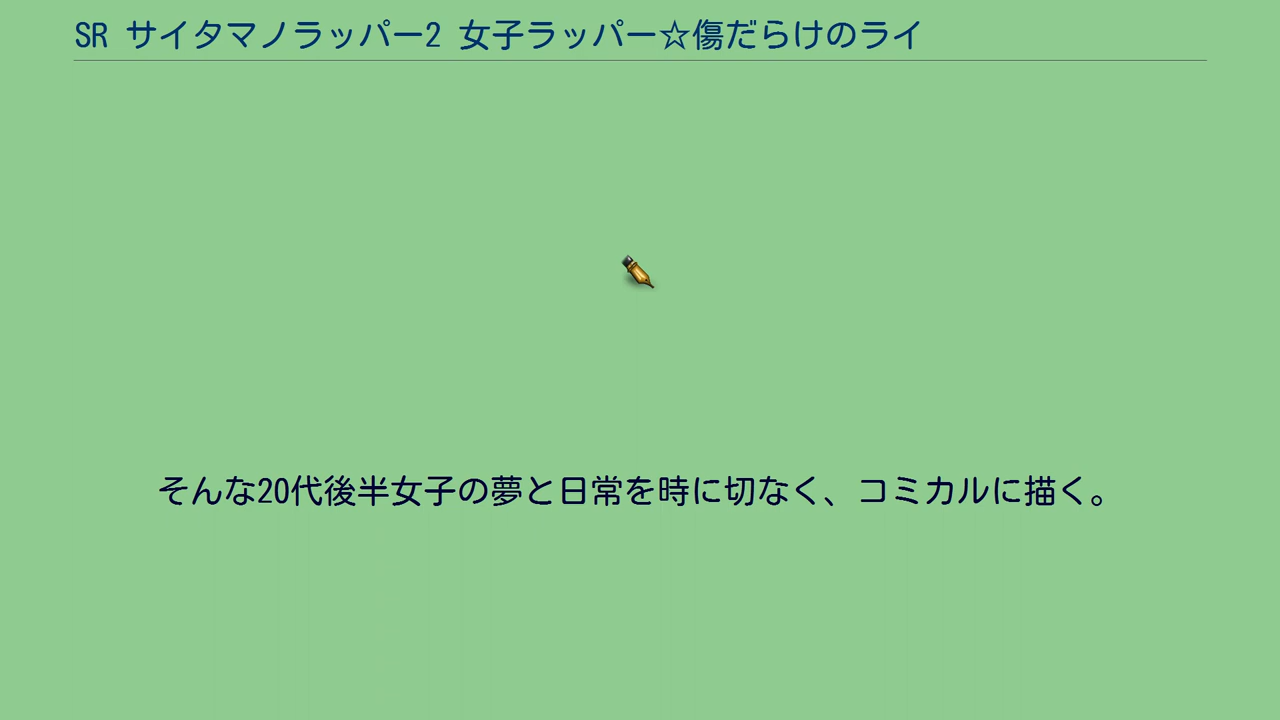 SR サイタマノラッパー2 女子ラッパー☆傷だらけのライ
そんな20代後半女子の夢と日常を時に切なく、コミカルに描く。